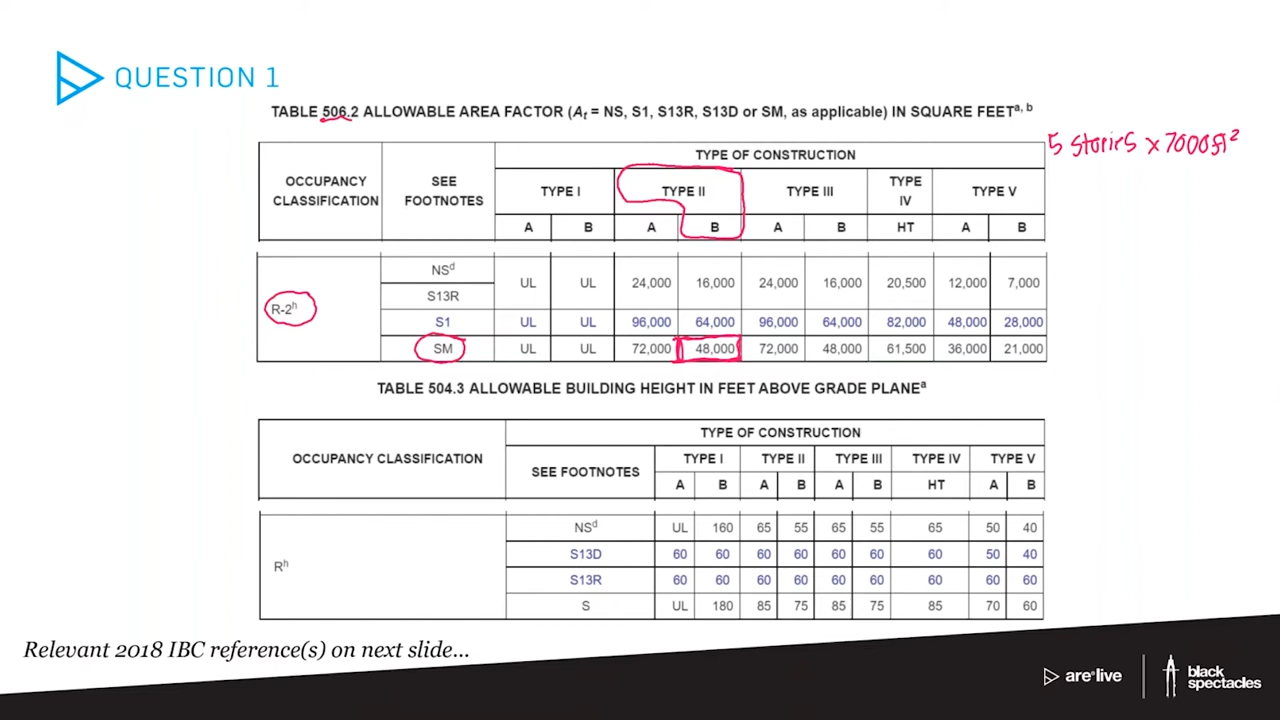 QUESTION 1
TABLE 506.2 ALLOWABLE AREA FACTOR (At = NS, S1, S13R, S13D or SM, as applicable) IN SQUARE FEETa, b
5 stories x 7000 ft2
TYPE OF CONSTRUCTION
OCCUPANCY CLASSIFICATION SEE FOOTNOTES TYPE I TYPE II TYPE III TYPE IV TYPE V
A B A B A B HT A B
R-2h
NSd
S13R
UL UL 24,000 16,000 24,000 16,000 20,500 12,000 7,000
S1 UL UL 96,000 64,000 96,000 64,000 82,000 48,000 28,000
SM UL UL 72,000 48,000 72,000 48,000 61,500 36,000 21,000
TABLE 504.3 ALLOWABLE BUILDING HEIGHT IN FEET ABOVE GRADE PLANEa
TYPE OF CONSTRUCTION
OCCUPANCY CLASSIFICATION SEE FOOTNOTES TYPE I TYPE II TYPE III TYPE IV TYPE V
A B A B A B HT A B
Rh
NSd UL 160 65 55 65 55 65 50 40
S13D 60 60 60 60 60 60 60 50 40
S13R 60 60 60 60 60 60 60 60 60
S UL 180 85 75 85 75 85 70 60
Relevant 2018 IBC reference(s) on next slide...
are live
black
spectacles